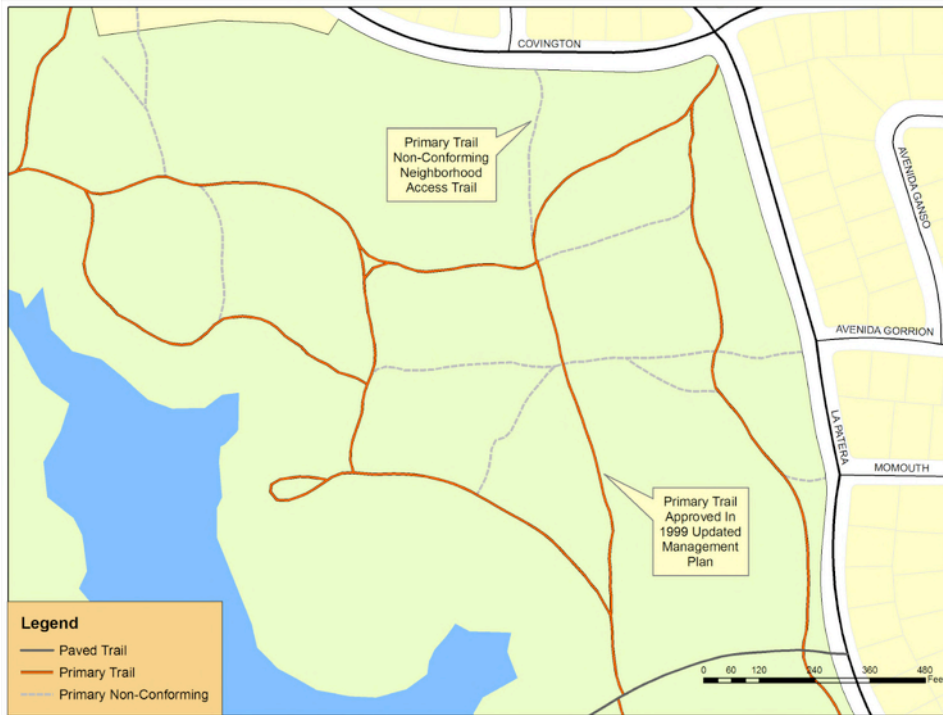 COVINGTON
Primary Trail
Non-Conforming
Neighborhood
Access Trail
AVENIDA GANSO
AVENIDA GORRION
LA PATERA
MOMOUTH
Primary Trail
Approved In
1999 Updated
Management
Plan
Legend
Paved Trail
Primary Trail
Primary Non-Conforming
0 60 120 240 360 480
Fee